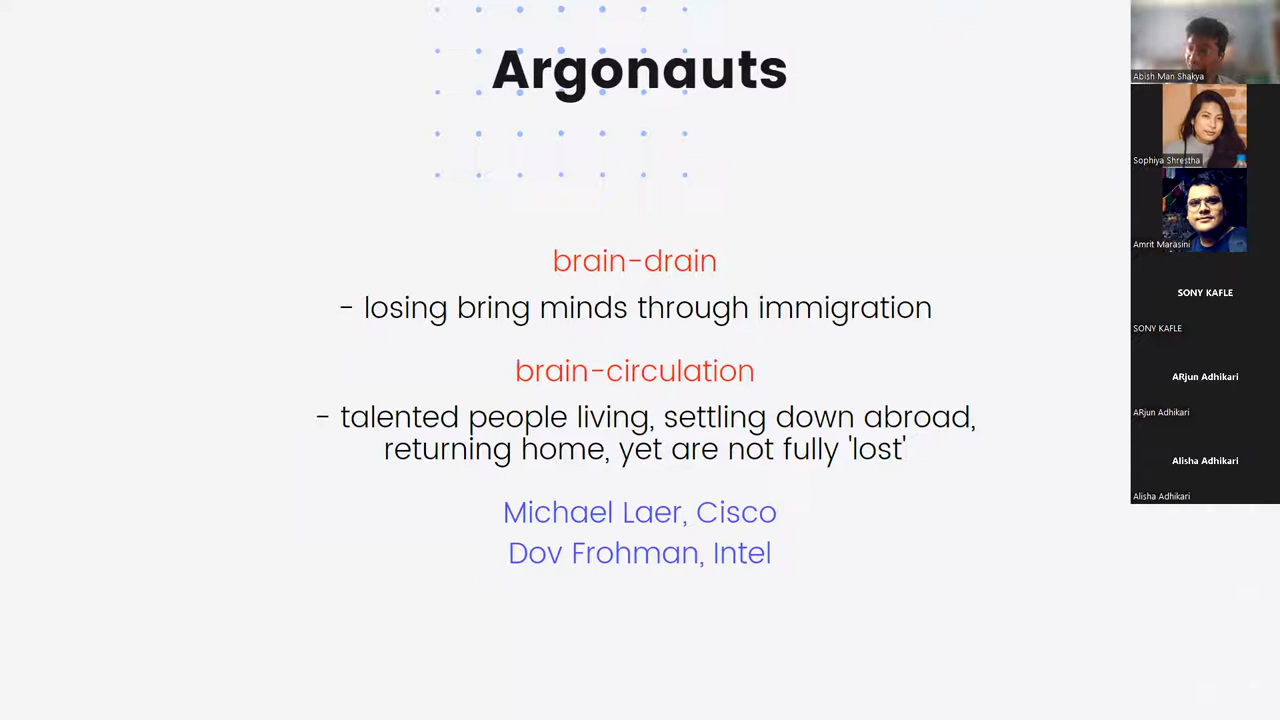 Argonauts
brain-drain
- losing bring minds through immigration
brain-circulation
- talented people living, settling down abroad,
returning home, yet are not fully 'lost'
Michael Laer, Cisco
Dov Frohman, Intel
Abish Man Shakya
Sophiya Shrestha
Amrit Marasini
SONY KAFLE
SONY KAFLE
ARjun Adhikari
ARjun Adhikari
Alisha Adhikari
Alisha Adhikari